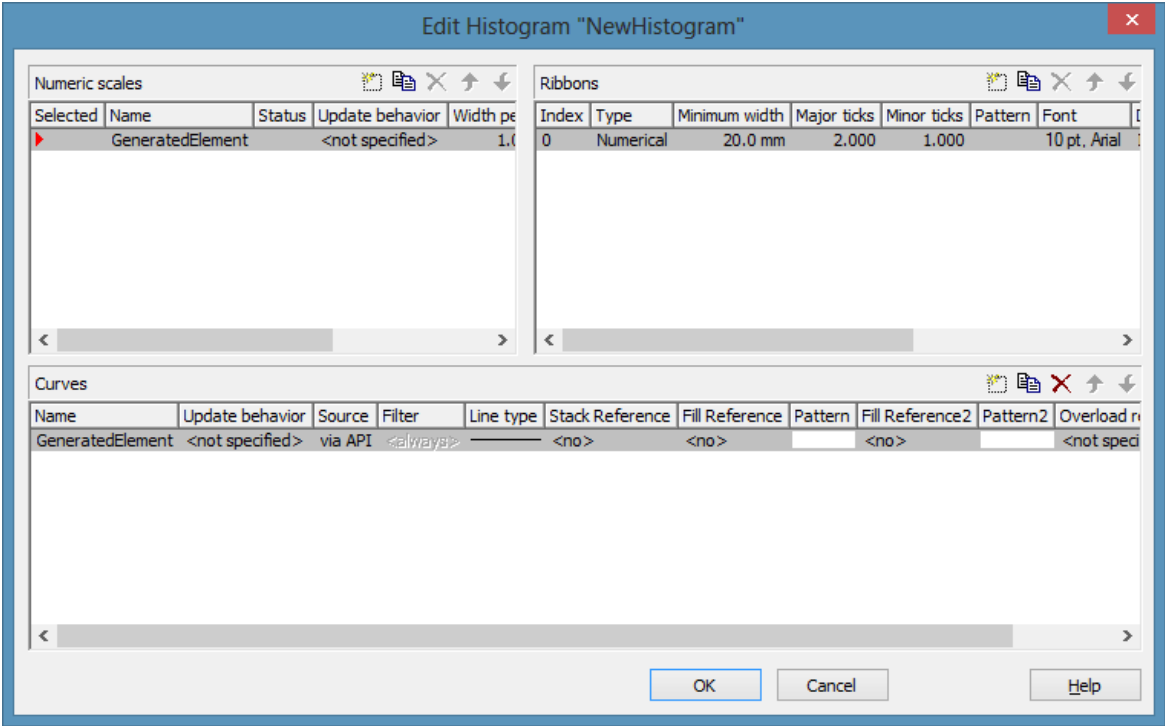 Edit Histogram "NewHistogram"
Numeric scales
Selected Name Status Update behavior Width pe
GeneratedElement <not specified> 1.0
Ribbons
Index Type Minimum width Major ticks Minor ticks Pattern Font
0 Numerical 20.0 mm 2.000 1.000 10 pt, Arial
Curves
Name Update behavior Source Filter Line type Stack Reference Fill Reference Pattern Fill Reference2 Pattern2 Overload r
GeneratedElement <not specified> via API <always> <no> <no> <no> <not speci
OK Cancel Help